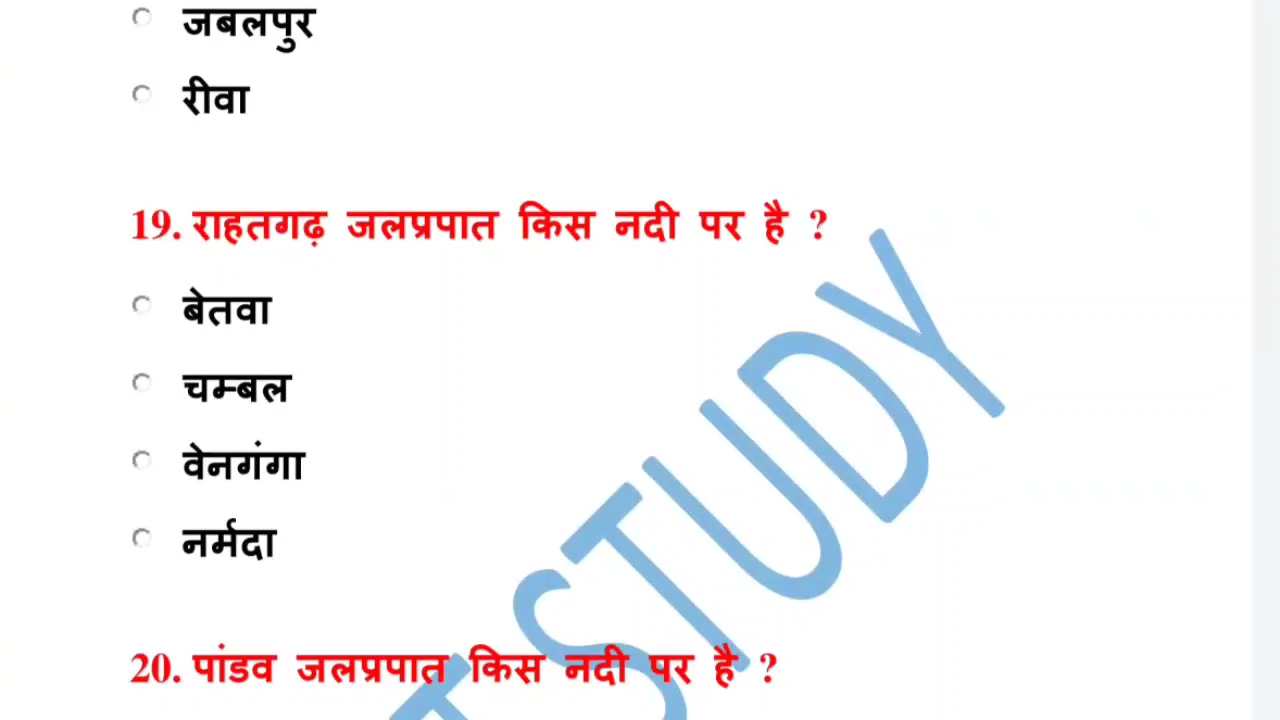 जबलपुर
रीवा
19. राहतगढ़ जलप्रपात किस नदी पर है ?
बेतवा
चम्बल
वेनगंगा
नर्मदा
20. पांडव जलप्रपात किस नदी पर है ?
TSTUDY